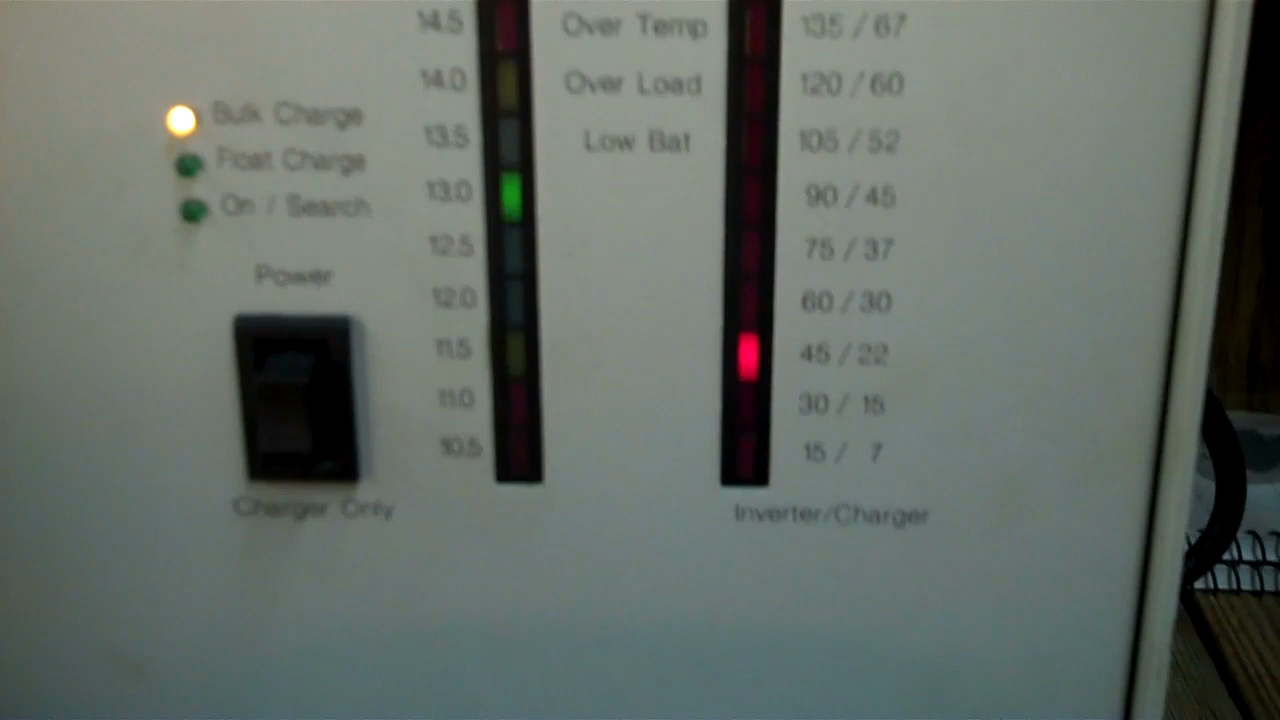 14.5 Over Temp 135 / 67
14.0 Over Load 120 / 60
Bulk Charge
13.5 Low Bat 105 / 52
Float Charge
13.0 90 / 45
On / Search
12.5 75 / 37
Power
12.0 60 / 30
11.5 45 / 22
11.0 30 / 15
10.5 15 / 7
Charger Only
Inverter/Charger